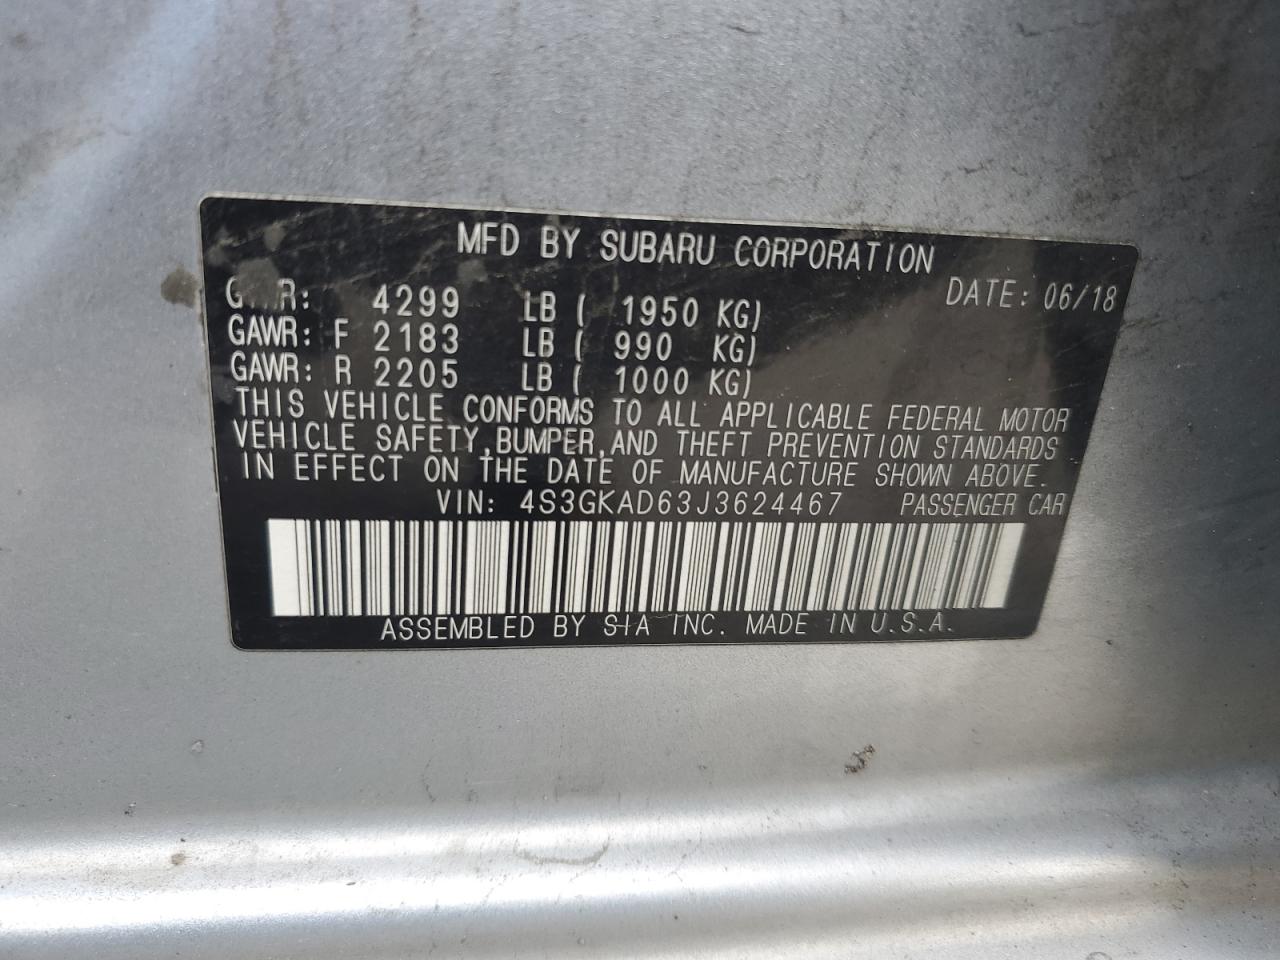 MFD BY SUBARU CORPORATION
DATE: 06/18
4299 LB ( 1950 KG)
GAWR: F 2183 LB ( 990 KG)
GAWR: R 2205 LB ( 1000 KG)
THIS VEHICLE CONFORMS TO ALL APPLICABLE FEDERAL MOTOR
VEHICLE SAFETY, BUMPER, AND THEFT PREVENTION STANDARDS
IN EFFECT ON THE DATE OF MANUFACTURE SHOWN ABOVE.
VIN: 4S3GKAD63J3624467 PASSENGER CAR
ASSEMBLED BY SIA INC. MADE IN U.S.A.